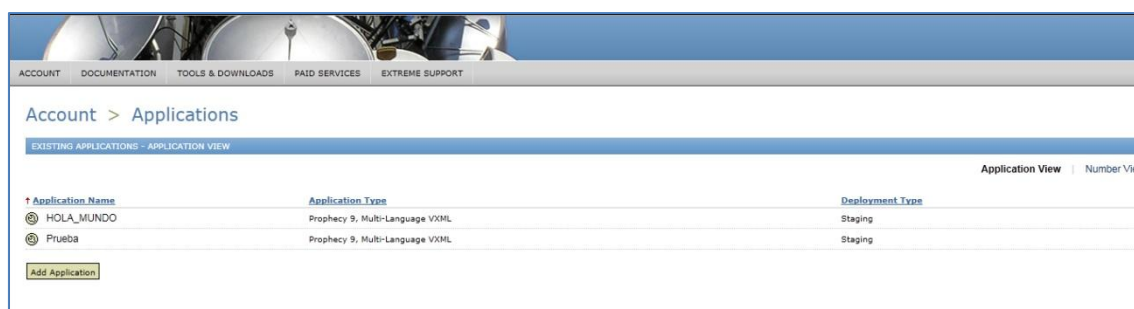 ACCOUNT DOCUMENTATION TOOLS & DOWNLOADS PAID SERVICES EXTREME SUPPORT
Account > Applications
EXISTING APPLICATIONS - APPLICATION VIEW
Application View | Number Vie
↑ Application Name Application Type Deployment Type
HOLA_MUNDO Prophecy 9, Multi-Language VXML Staging
Prueba Prophecy 9, Multi-Language VXML Staging
Add Application